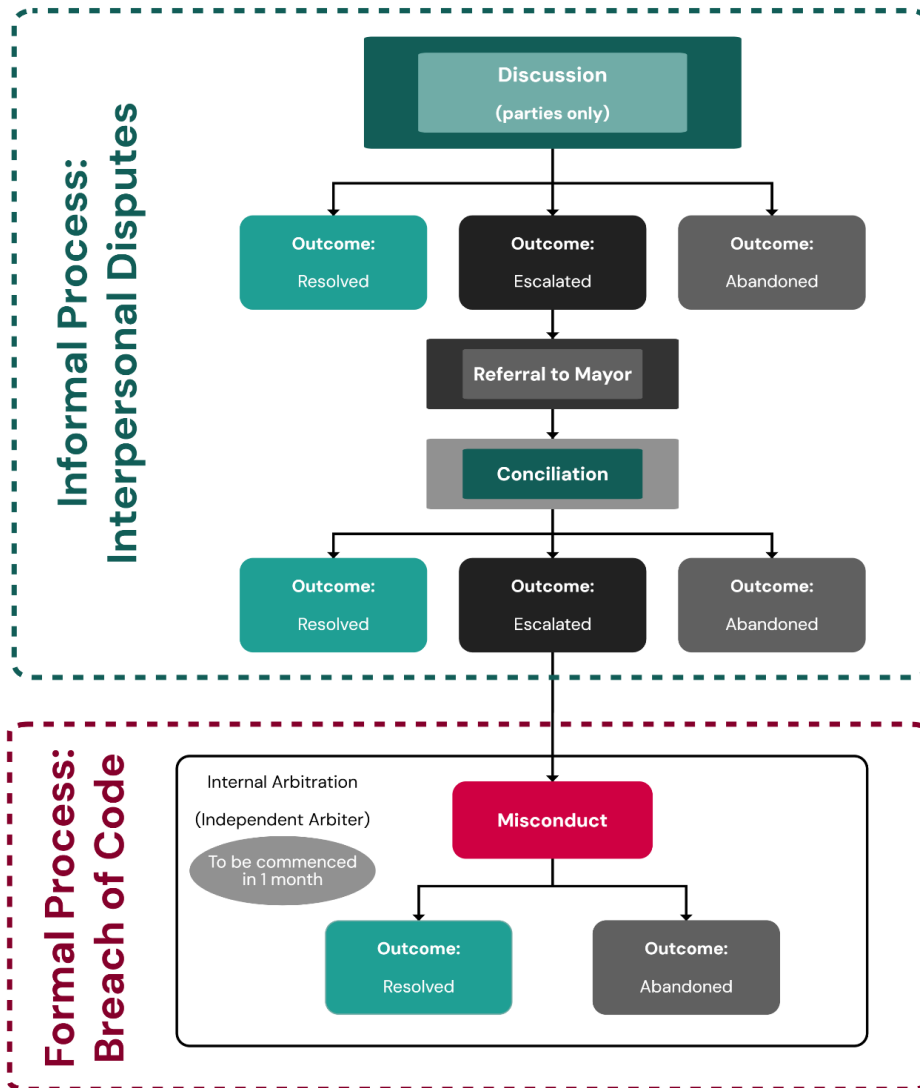 Informal Process:
Interpersonal Disputes
Discussion
(parties only)
Outcome:
Resolved
Outcome:
Escalated
Outcome:
Abandoned
Referral to Mayor
Conciliation
Outcome:
Resolved
Outcome:
Escalated
Outcome:
Abandoned
Formal Process:
Breach of Code
Internal Arbitration
(Independent Arbiter)
To be commenced
in 1 month
Misconduct
Outcome:
Resolved
Outcome:
Abandoned